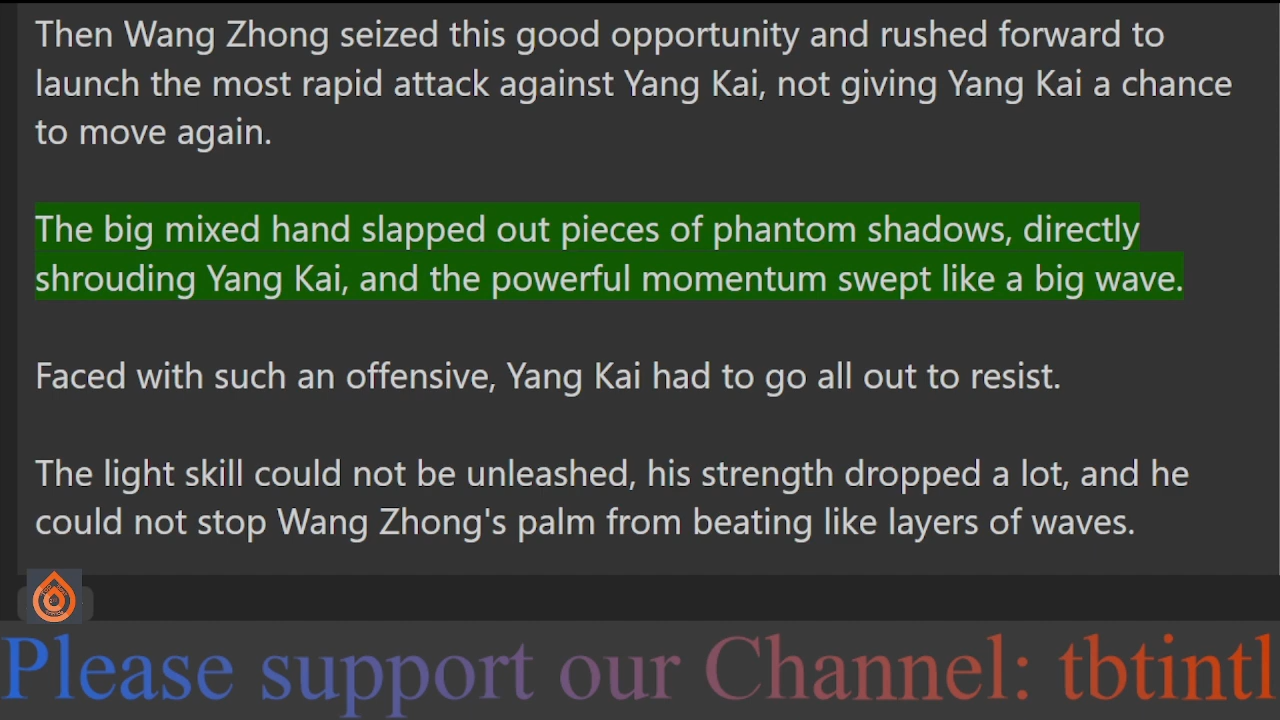 Then Wang Zhong seized this good opportunity and rushed forward to
launch the most rapid attack against Yang Kai, not giving Yang Kai a chance
to move again.
The big mixed hand slapped out pieces of phantom shadows, directly
shrouding Yang Kai, and the powerful momentum swept like a big wave.
Faced with such an offensive, Yang Kai had to go all out to resist.
The light skill could not be unleashed, his strength dropped a lot, and he
could not stop Wang Zhong's palm from beating like layers of waves.
Please support our Channel: tbtintl